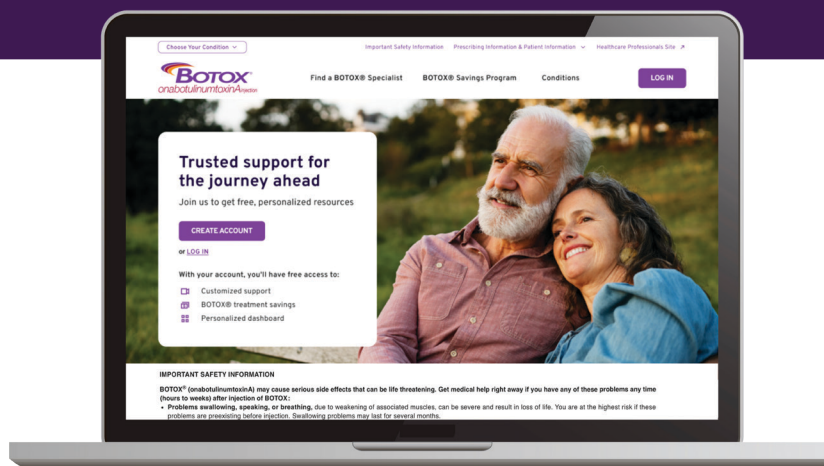 Choose Your Condition
Important Safety Information Prescribing Information & Patient Information Healthcare Professionals Site
BOTOX®
onabotulinumtoxinA injection
Find a BOTOX® Specialist BOTOX® Savings Program Conditions LOG IN
Trusted support for
the journey ahead
Join us to get free, personalized resources
CREATE ACCOUNT
or LOG IN
With your account, you'll have free access to:
Customized support
BOTOX® treatment savings
Personalized dashboard
IMPORTANT SAFETY INFORMATION
BOTOX® (onabotulinumtoxinA) may cause serious side effects that can be life threatening. Get medical help right away if you have any of these problems any time
(hours to weeks) after injection of BOTOX:
• Problems swallowing, speaking, or breathing, due to weakening of associated muscles, can be severe and result in loss of life. You are at the highest risk if these
problems are preexisting before injection. Swallowing problems may last for several months.